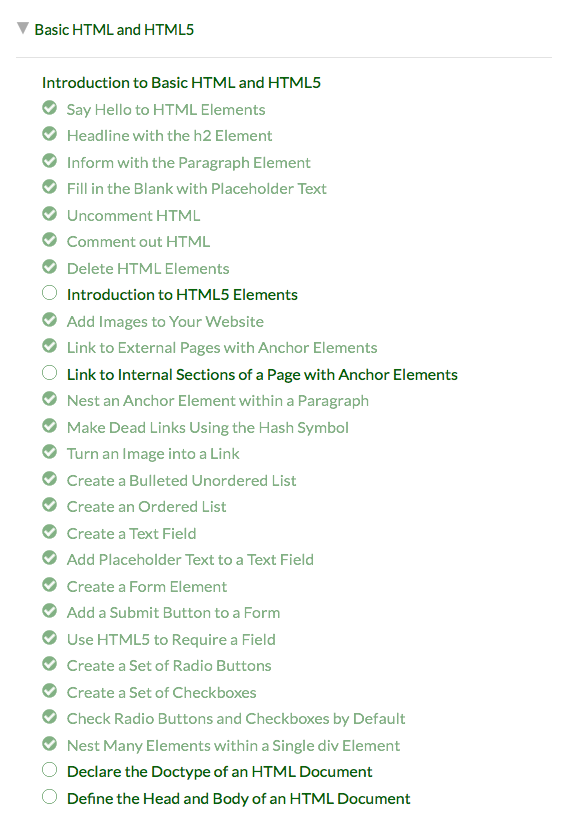 Basic HTML and HTML5
Introduction to Basic HTML and HTML5
Say Hello to HTML Elements
Headline with the h2 Element
Inform with the Paragraph Element
Fill in the Blank with Placeholder Text
Uncomment HTML
Comment out HTML
Delete HTML Elements
Introduction to HTML5 Elements
Add Images to Your Website
Link to External Pages with Anchor Elements
Link to Internal Sections of a Page with Anchor Elements
Nest an Anchor Element within a Paragraph
Make Dead Links Using the Hash Symbol
Turn an Image into a Link
Create a Bulleted Unordered List
Create an Ordered List
Create a Text Field
Add Placeholder Text to a Text Field
Create a Form Element
Add a Submit Button to a Form
Use HTML5 to Require a Field
Create a Set of Radio Buttons
Create a Set of Checkboxes
Check Radio Buttons and Checkboxes by Default
Nest Many Elements within a Single div Element
Declare the Doctype of an HTML Document
Define the Head and Body of an HTML Document